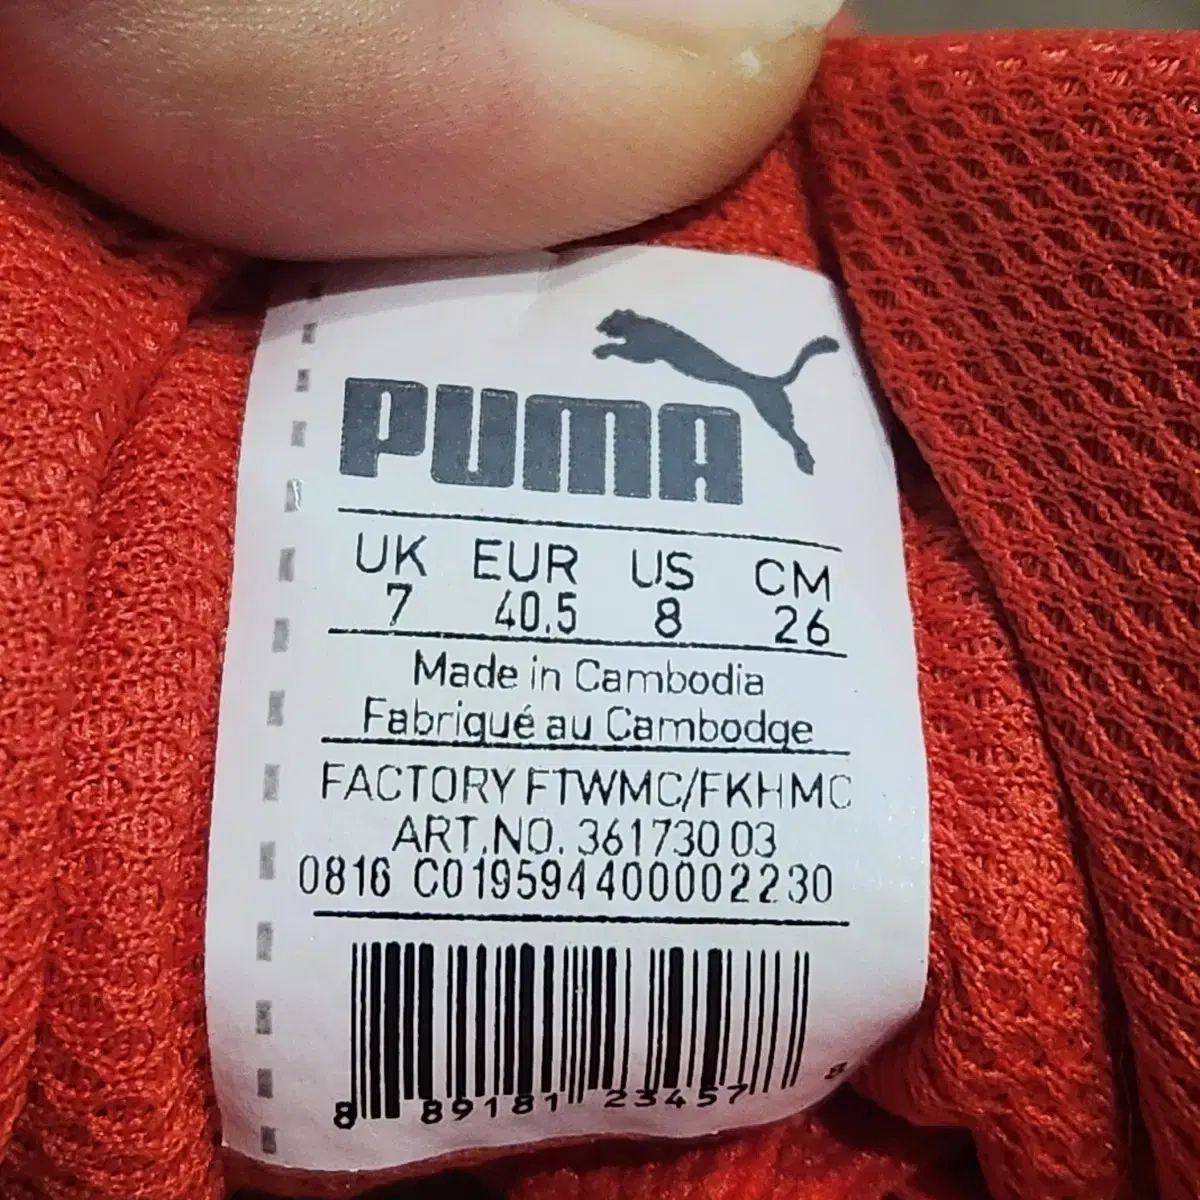 PUMA
UK EUR US CM
7 40.5 8 26
Made in Cambodia
Fabriqué au Cambodge
FACTORY FTWMC/FKHMC
ART.NO. 361730 03
0816 C019594400002230
8 89181 23457 8